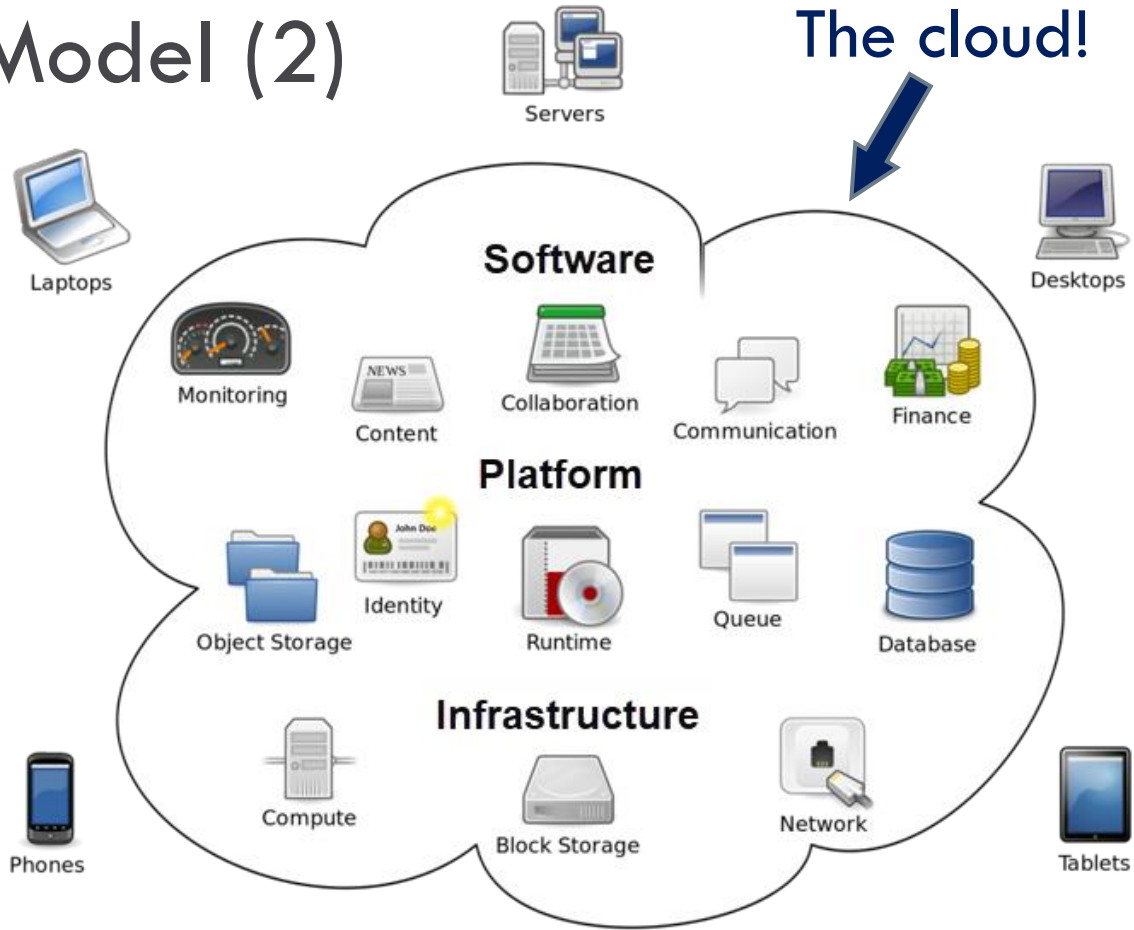 Model (2)
The cloud!
Servers
Laptops
Desktops
Software
Monitoring
NEWS
Content
Collaboration
Communication
Finance
Platform
John Doe
Object Storage
Identity
Runtime
Queue
Database
Infrastructure
Compute
Block Storage
Network
Phones
Tablets